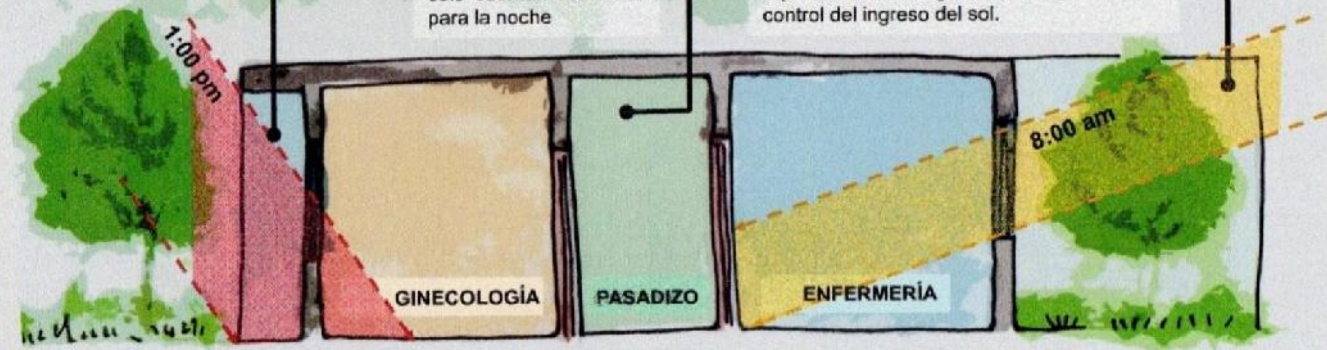 para la noche
control del ingreso del sol.
1:00 pm
8:00 am
GINECOLOGÍA
PASADIZO
ENFERMERÍA